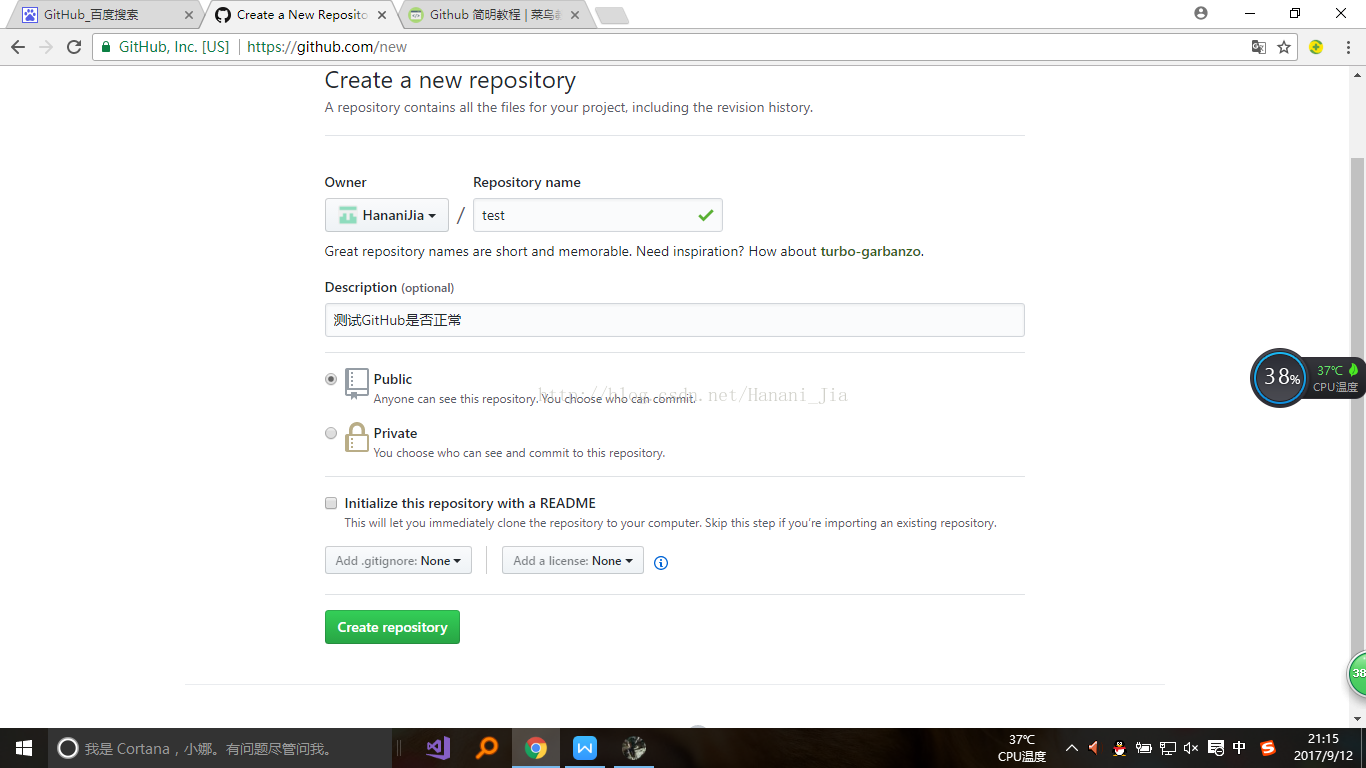 GitHub_百度搜索
Create a New Reposito
Github 简明教程 | 菜鸟教
GitHub, Inc. [US]
https://github.com/new
Create a new repository
A repository contains all the files for your project, including the revision history.
Owner
Repository name
HananiJia
/
test
Great repository names are short and memorable. Need inspiration? How about turbo-garbanzo.
Description (optional)
测试GitHub是否正常
Public
Anyone can see this repository. You choose who can commit.
http://blog.csdn.net/Hanani_Jia
Private
You choose who can see and commit to this repository.
Initialize this repository with a README
This will let you immediately clone the repository to your computer. Skip this step if you're importing an existing repository.
Add .gitignore: None
Add a license: None
Create repository
38%
37℃
CPU温度
38
我是 Cortana，小娜。有问题尽管问我。
37℃
CPU温度
中
21:15
2017/9/12